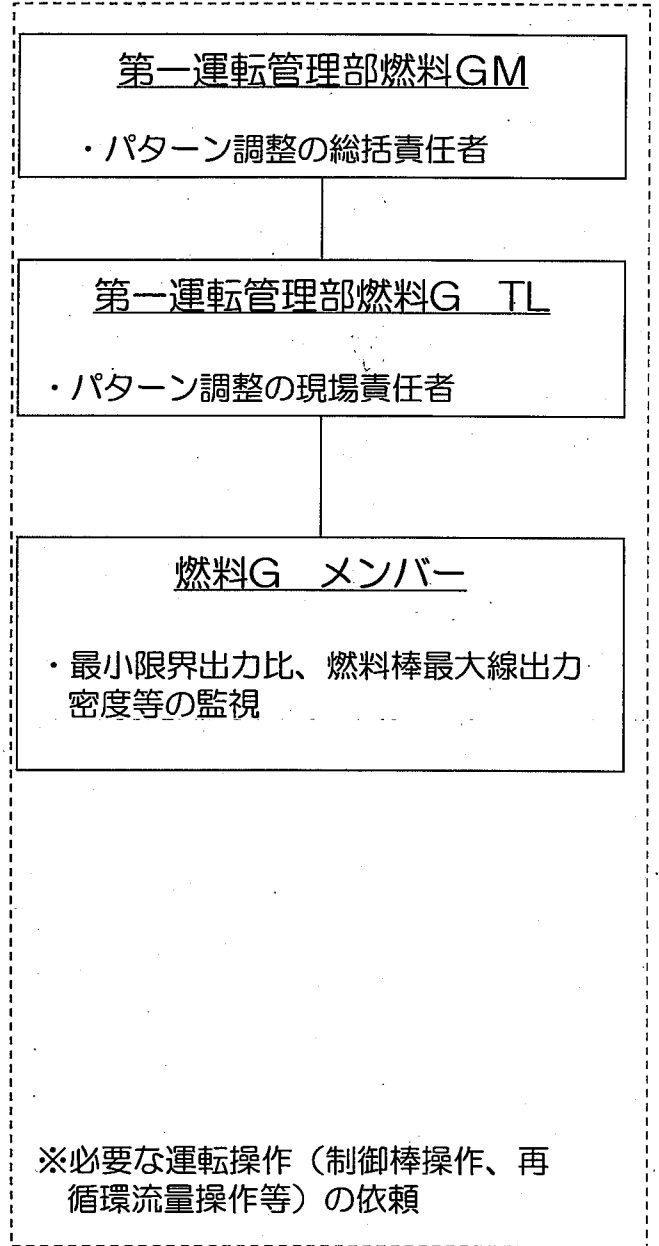 第一運転管理部燃料GM
・パターン調整の総括責任者
第一運転管理部燃料G　TL
・パターン調整の現場責任者
燃料G　メンバー
・最小限界出力比、燃料棒最大線出力
密度等の監視
※必要な運転操作（制御棒操作、再
循環流量操作等）の依頼